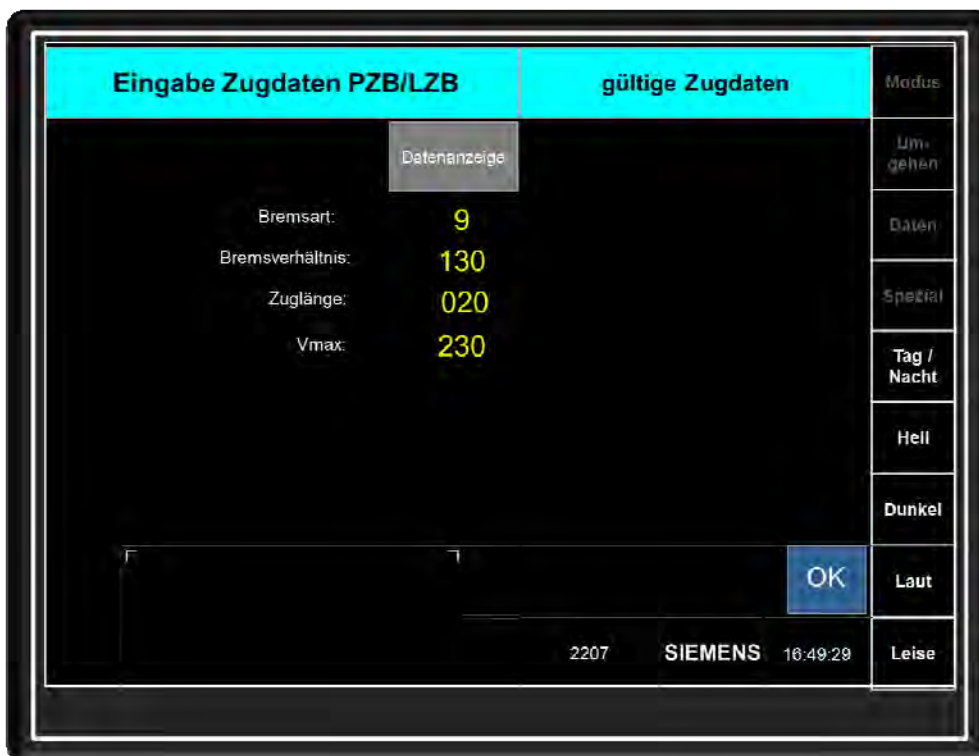 Eingabe Zugdaten PZB/LZB
gültige Zugdaten
Modus
Um-
gehen
Datenanzeige
Daten
Bremsart: 9
Bremsverhältnis: 130
Zuglänge: 020
Spezial
Vmax: 230
Tag /
Nacht
Hell
Dunkel
OK
Laut
2207 SIEMENS 16:49:29
Leise